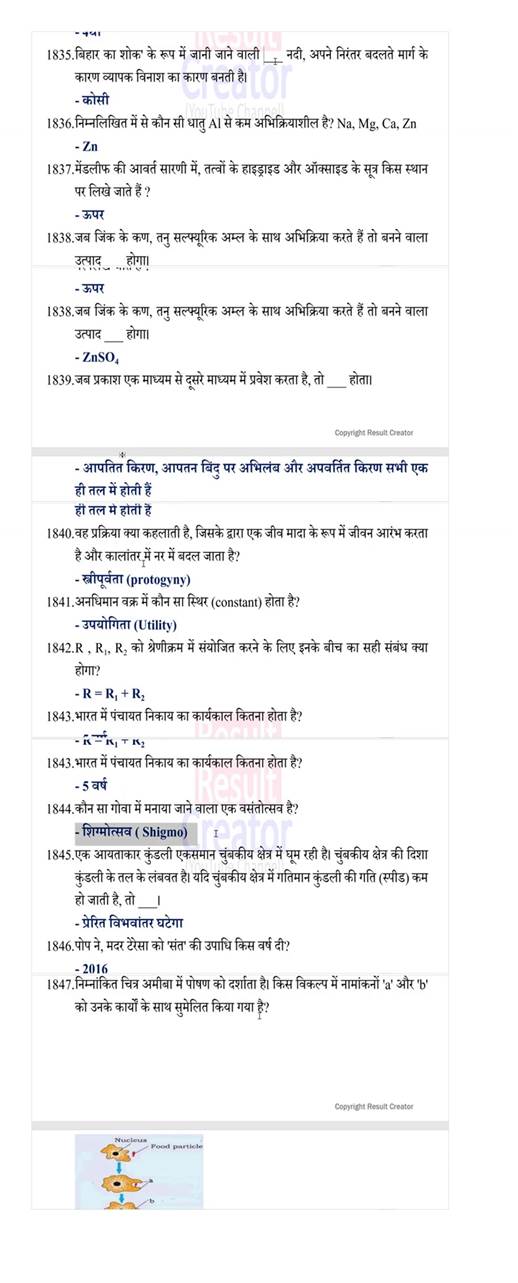 1835.बिहार का शोक' के रूप में जानी जाने वाली ___ नदी, अपने निरंतर बदलते मार्ग के
कारण व्यापक विनाश का कारण बनती है।
- कोसी
1836.निम्नलिखित में से कौन सी धातु Al से कम अभिक्रियाशील है? Na, Mg, Ca, Zn
- Zn
1837.मेंडलीफ की आवर्त सारणी में, तत्वों के हाइड्राइड और ऑक्साइड के सूत्र किस स्थान
पर लिखे जाते हैं ?
- ऊपर
1838.जब जिंक के कण, तनु सल्फ्यूरिक अम्ल के साथ अभिक्रिया करते हैं तो बनने वाला
उत्पाद ___ होगा।
- ऊपर
1838.जब जिंक के कण, तनु सल्फ्यूरिक अम्ल के साथ अभिक्रिया करते हैं तो बनने वाला
उत्पाद ___ होगा।
- ZnSO₄
1839.जब प्रकाश एक माध्यम से दूसरे माध्यम में प्रवेश करता है, तो ___ होता।
Copyright Result Creator
- आपतित किरण, आपतन बिंदु पर अभिलंब और अपवर्तित किरण सभी एक
ही तल में होती हैं
ही तल में होती हैं
1840.वह प्रक्रिया क्या कहलाती है, जिसके द्वारा एक जीव मादा के रूप में जीवन आरंभ करता
है और कालांतर में नर में बदल जाता है?
- स्त्रीपूर्वता (protogyny)
1841.अनधिमान वक्र में कौन सा स्थिर (constant) होता है?
- उपयोगिता (Utility)
1842.R , R₁, R₂ को श्रेणीक्रम में संयोजित करने के लिए इनके बीच का सही संबंध क्या
होगा?
- R = R₁ + R₂
1843.भारत में पंचायत निकाय का कार्यकाल कितना होता है?
- R = R₁ + R₂
1843.भारत में पंचायत निकाय का कार्यकाल कितना होता है?
- 5 वर्ष
1844.कौन सा गोवा में मनाया जाने वाला एक वसंतोत्सव है?
- शिग्मोत्सव ( Shigmo)
1845.एक आयताकार कुंडली एकसमान चुंबकीय क्षेत्र में घूम रही है। चुंबकीय क्षेत्र की दिशा
कुंडली के तल के लंबवत है। यदि चुंबकीय क्षेत्र में गतिमान कुंडली की गति (स्पीड) कम
हो जाती है, तो ___।
- प्रेरित विभवांतर घटेगा
1846.पोप ने, मदर टेरेसा को 'संत' की उपाधि किस वर्ष दी?
- 2016
1847.निम्नांकित चित्र अमीबा में पोषण को दर्शाता है। किस विकल्प में नामांकनों 'a' और 'b'
को उनके कार्यों के साथ सुमेलित किया गया है?
Copyright Result Creator
Nucleus
Food particle
a
b